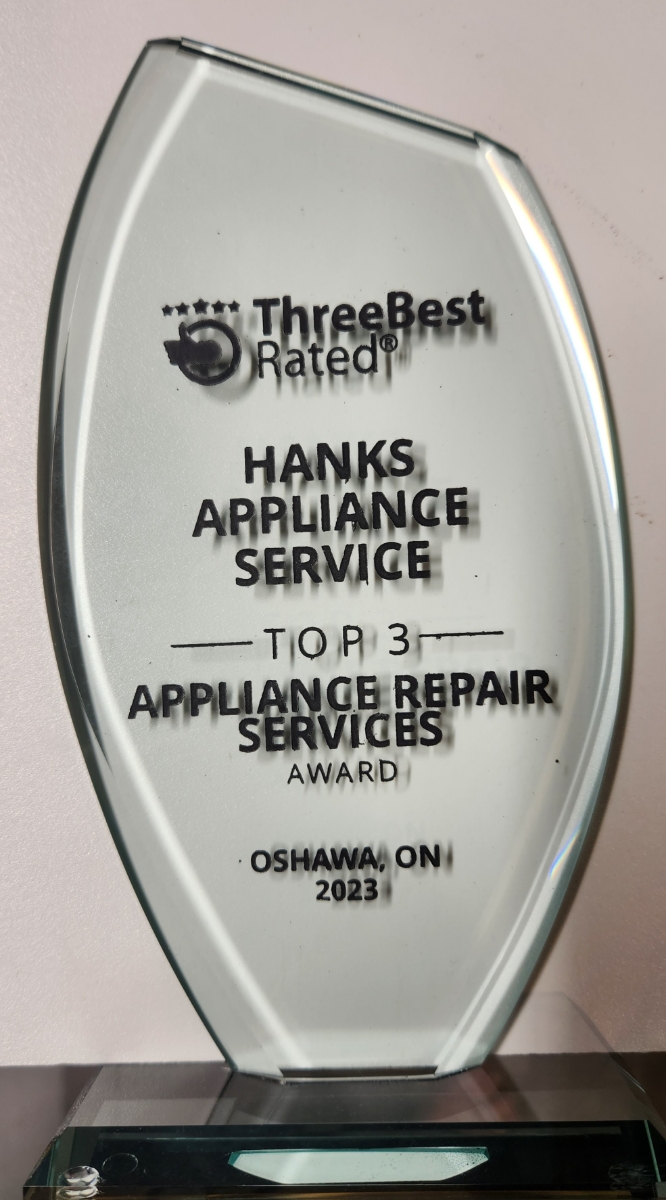 ThreeBest
Rated®
HANKS
APPLIANCE
SERVICE
TOP 3
APPLIANCE REPAIR
SERVICES
AWARD
OSHAWA, ON
2023